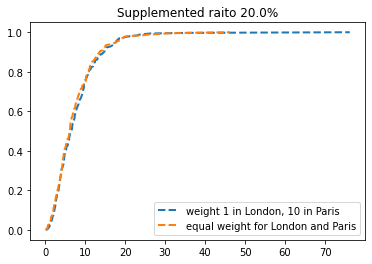 Supplemented raito 20.0%
1.0
0.8
0.6
0.4
0.2
0.0
weight 1 in London, 10 in Paris
equal weight for London and Paris
0 10 20 30 40 50 60 70